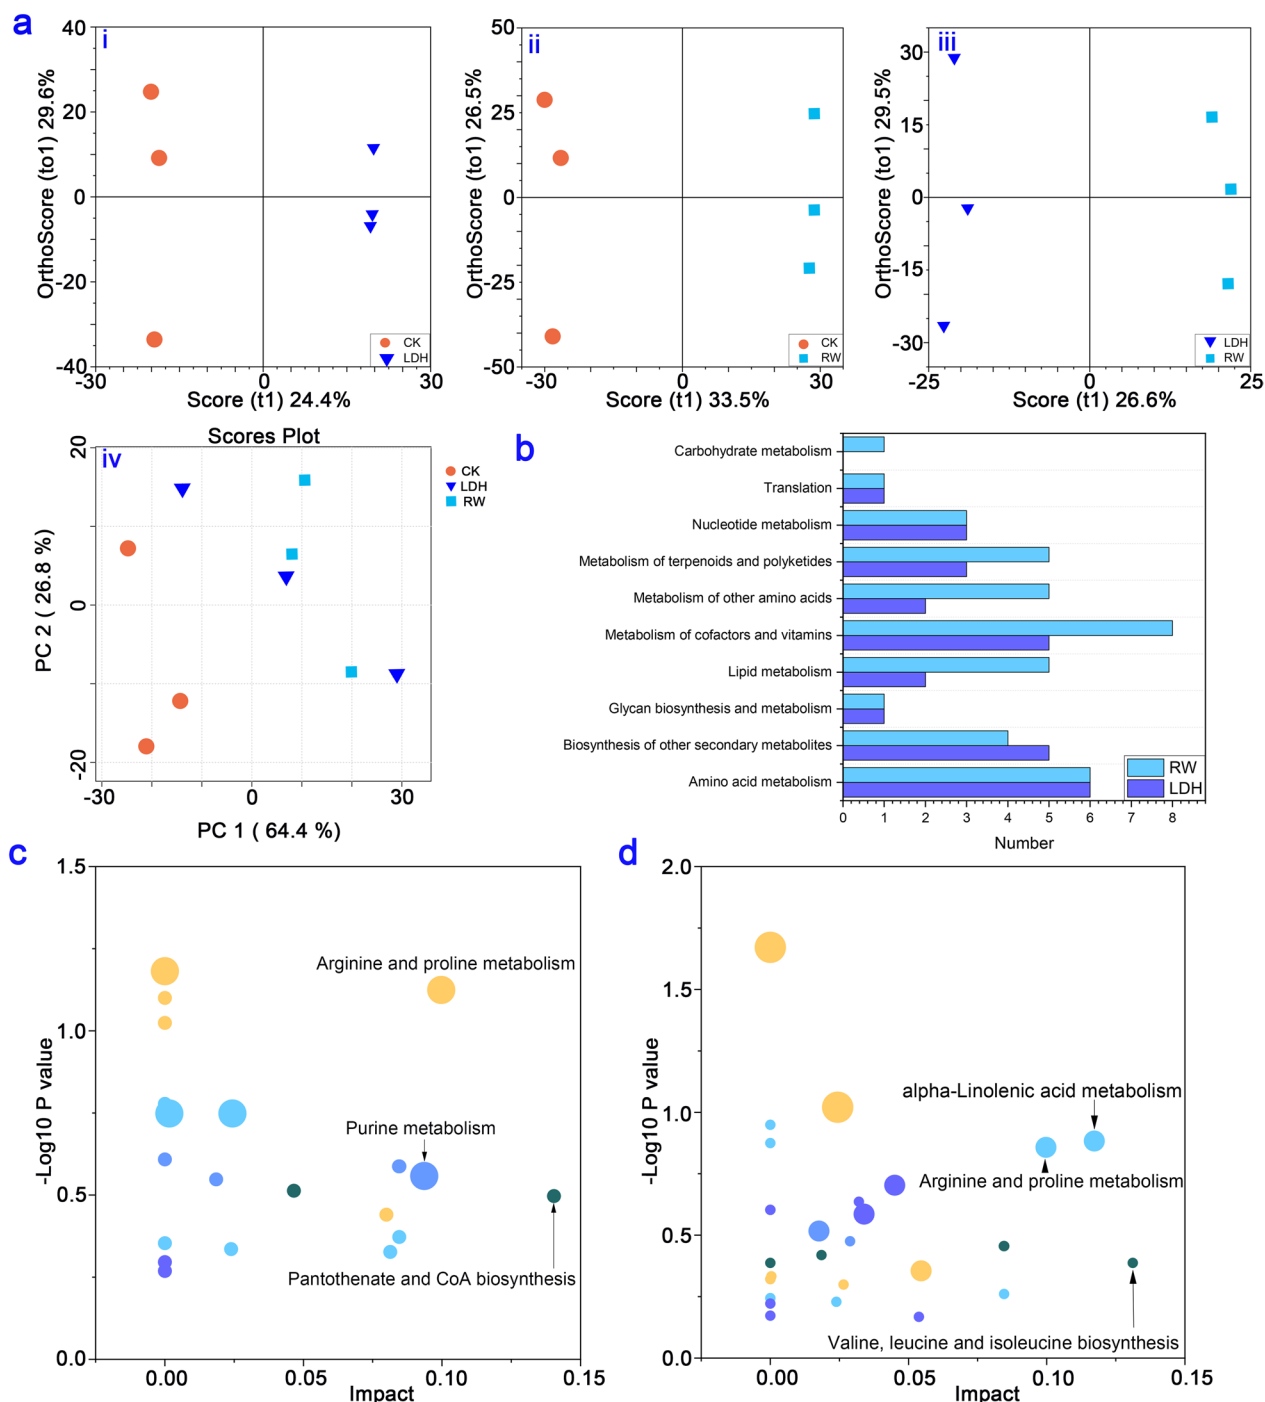 a
i
40
20
0
-20
-40
-30
0
30
OrthoScore (to1) 29.6%
Score (t1) 24.4%
CK
LDH
ii
50
25
0
-25
-50
-30
0
30
OrthoScore (to1) 26.5%
Score (t1) 33.5%
CK
RW
iii
30
15
0
-15
-30
-25
0
25
OrthoScore (to1) 29.5%
Score (t1) 26.6%
LDH
RW
Scores Plot
iv
20
0
-20
-30
0
30
PC 2 ( 26.8 %)
PC 1 ( 64.4 %)
CK
LDH
RW
b
Carbohydrate metabolism
Translation
Nucleotide metabolism
Metabolism of terpenoids and polyketides
Metabolism of other amino acids
Metabolism of cofactors and vitamins
Lipid metabolism
Glycan biosynthesis and metabolism
Biosynthesis of other secondary metabolites
Amino acid metabolism
RW
LDH
0 1 2 3 4 5 6 7 8
Number
c
1.5
1.0
0.5
0.0
-Log10 P value
Arginine and proline metabolism
Purine metabolism
Pantothenate and CoA biosynthesis
0.00 0.05 0.10 0.15
Impact
d
2.0
1.5
1.0
0.5
0.0
-Log10 P value
alpha-Linolenic acid metabolism
Arginine and proline metabolism
Valine, leucine and isoleucine biosynthesis
0.00 0.05 0.10 0.15
Impact